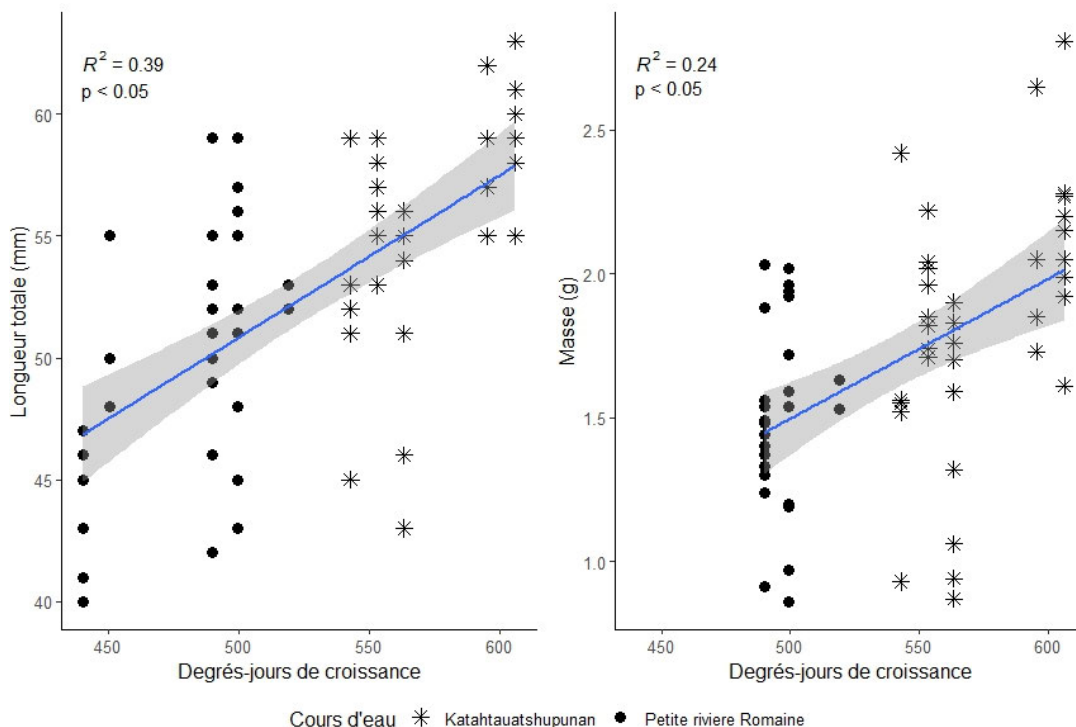 R² = 0.39
p < 0.05
Longueur totale (mm)
60
55
50
45
40
450 500 550 600
Degrés-jours de croissance
R² = 0.24
p < 0.05
Masse (g)
2.5
2.0
1.5
1.0
450 500 550 600
Degrés-jours de croissance
Cours d'eau Katahtauatshupunan Petite riviere Romaine